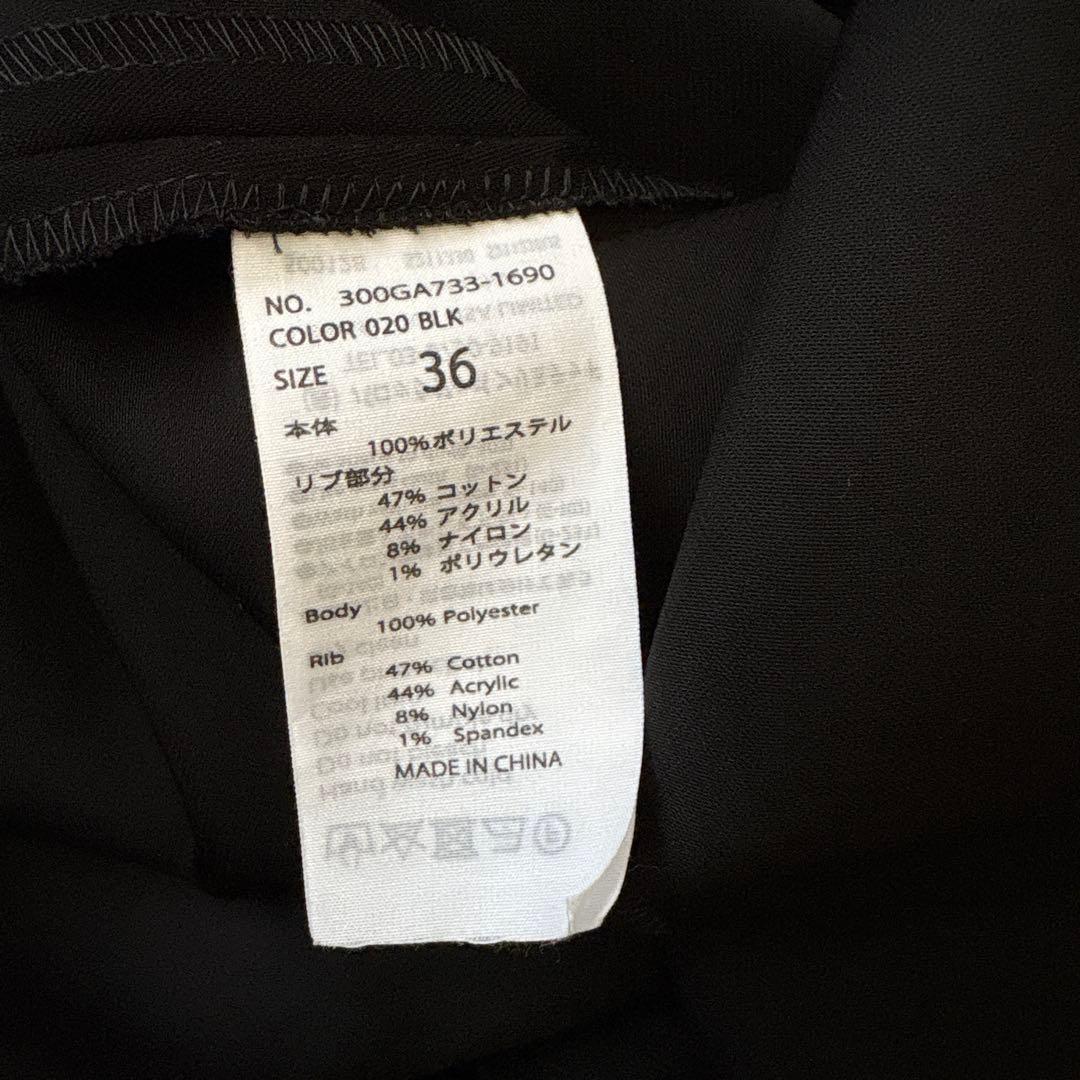 NO. 300GA733-1690
COLOR 020 BLK
SIZE 36
本体
100%ポリエステル
リブ部分
47% コットン
44% アクリル
8% ナイロン
1% ポリウレタン
Body
100% Polyester
Rib
47% Cotton
44% Acrylic
8% Nylon
1% Spandex
MADE IN CHINA